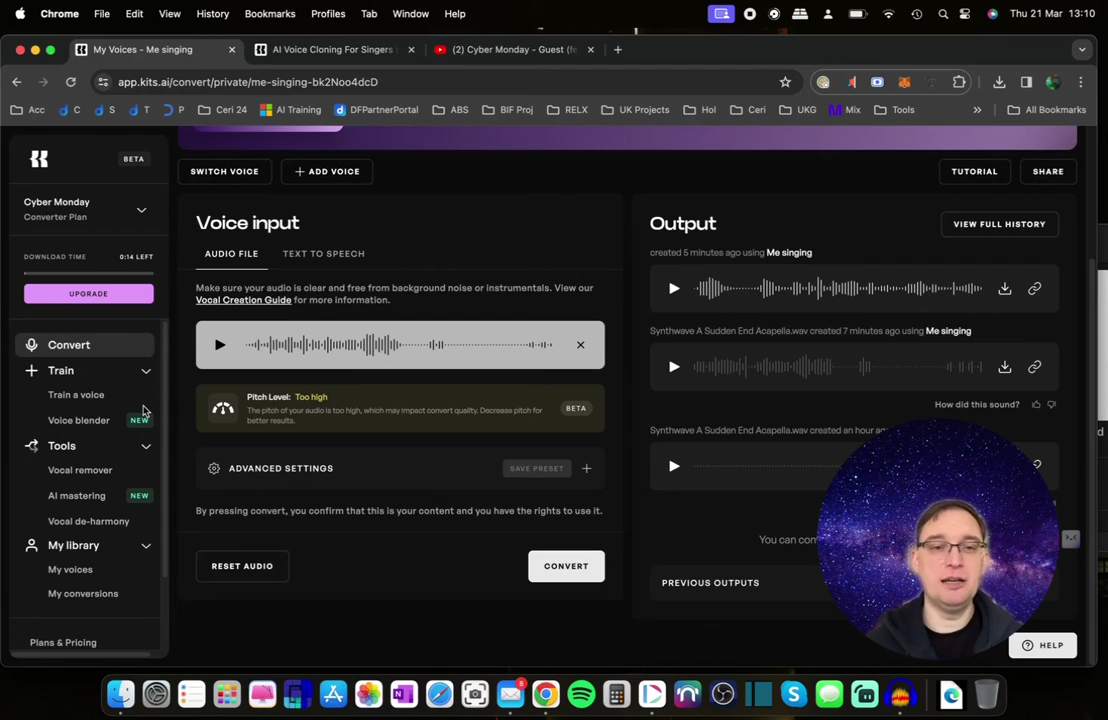 Chrome File Edit View History Bookmarks Profiles Tab Window Help
8
Thu 21 Mar 13:10
My Voices - Me singing
AI Voice Cloning For Singers
(2) Cyber Monday - Guest (fe
app.kits.ai/convert/private/me-singing-bk2Noo4dcD
Acc C S T P Ceri 24 AI Training DFPartnerPortal ABS BIF Proj RELX UK Projects Hol Ceri UKG Mix Tools » All Bookmarks
BETA
Cyber Monday
Converter Plan
DOWNLOAD TIME 0:14 LEFT
UPGRADE
Convert
Train
Train a voice
Voice blender NEW
Tools
Vocal remover
AI mastering NEW
Vocal de-harmony
My library
My voices
My conversions
Plans & Pricing
SWITCH VOICE
+ ADD VOICE
TUTORIAL
SHARE
Voice input
AUDIO FILE
TEXT TO SPEECH
Make sure your audio is clear and free from background noise or instrumentals. View our
Vocal Creation Guide for more information.
Pitch Level: Too high
The pitch of your audio is too high, which may impact convert quality. Decrease pitch for
better results.
BETA
ADVANCED SETTINGS
SAVE PRESET
By pressing convert, you confirm that this is your content and you have the rights to use it.
RESET AUDIO
CONVERT
Output
VIEW FULL HISTORY
created 5 minutes ago using Me singing
Synthwave A Sudden End Acapella.wav created 7 minutes ago using Me singing
How did this sound?
Synthwave A Sudden End Acapella.wav created an hour
You can
PREVIOUS OUTPUTS
HELP